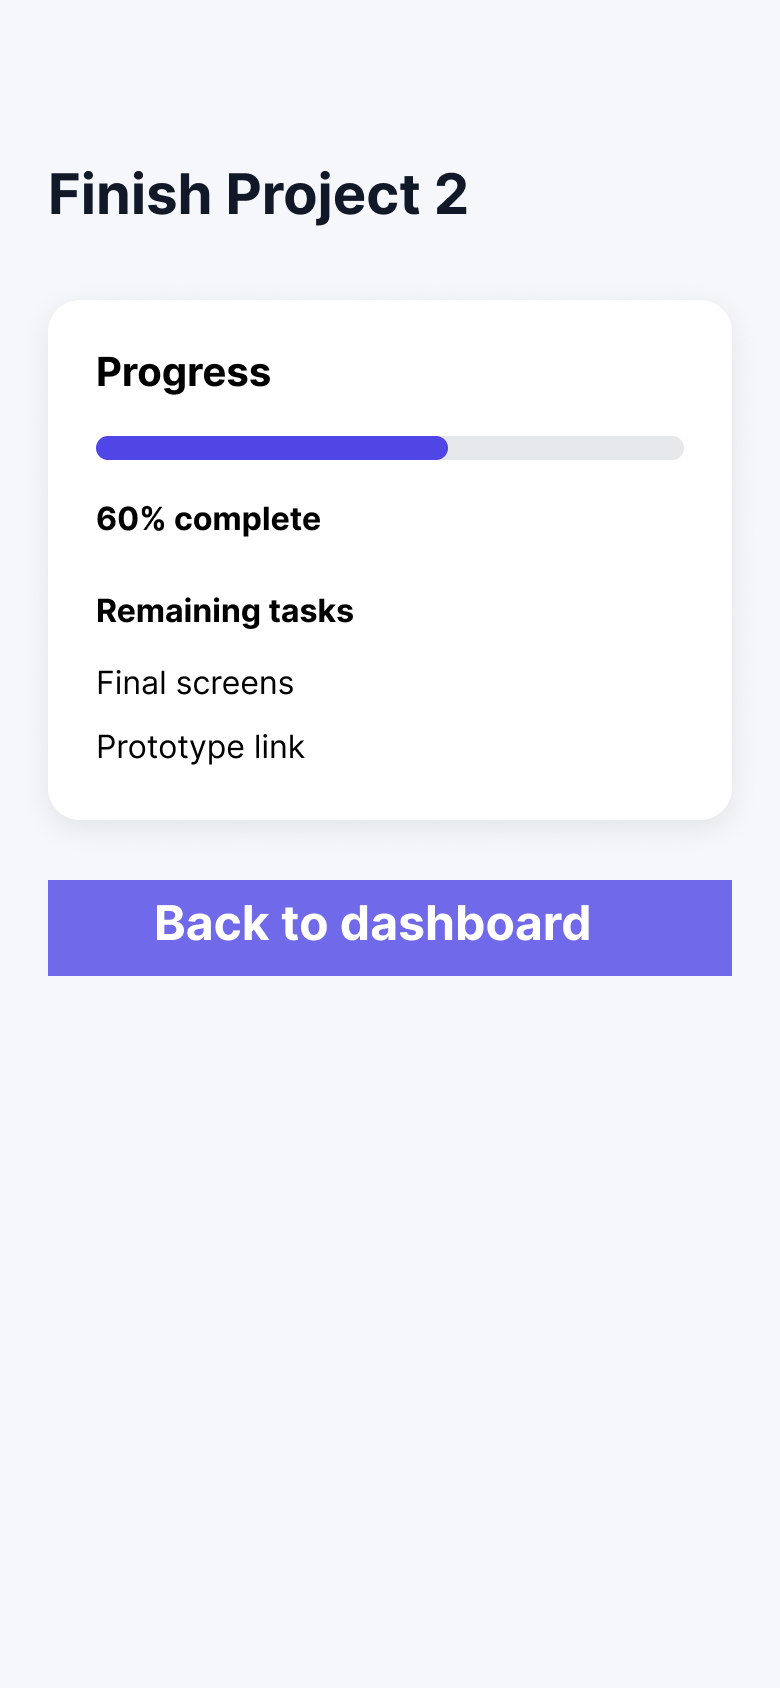 Finish Project 2
Progress
60% complete
Remaining tasks
Final screens
Prototype link
Back to dashboard